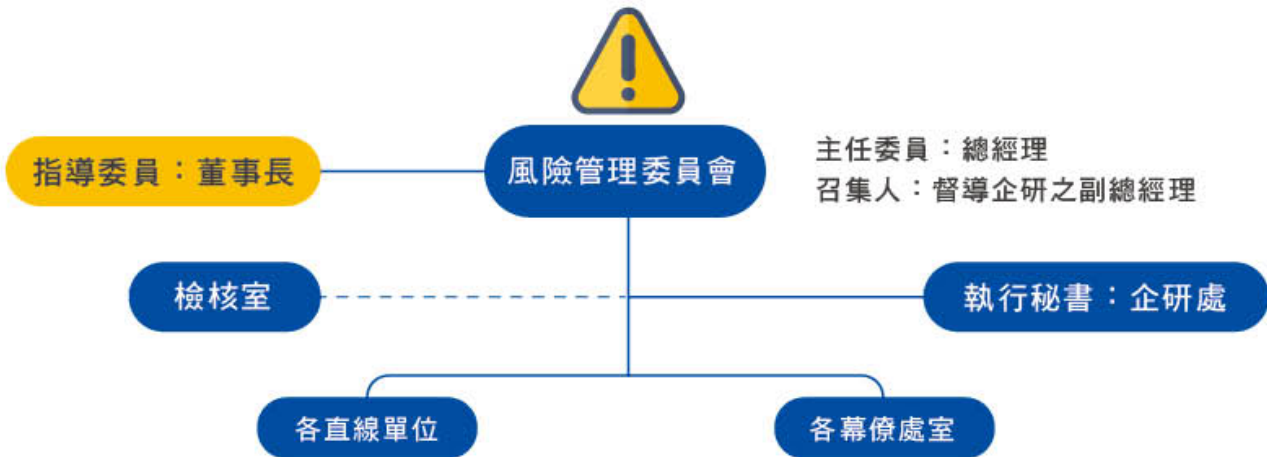 指導委員：董事長
風險管理委員會
主任委員：總經理
召集人：督導企研之副總經理
檢核室
執行秘書：企研處
各直線單位
各幕僚處室